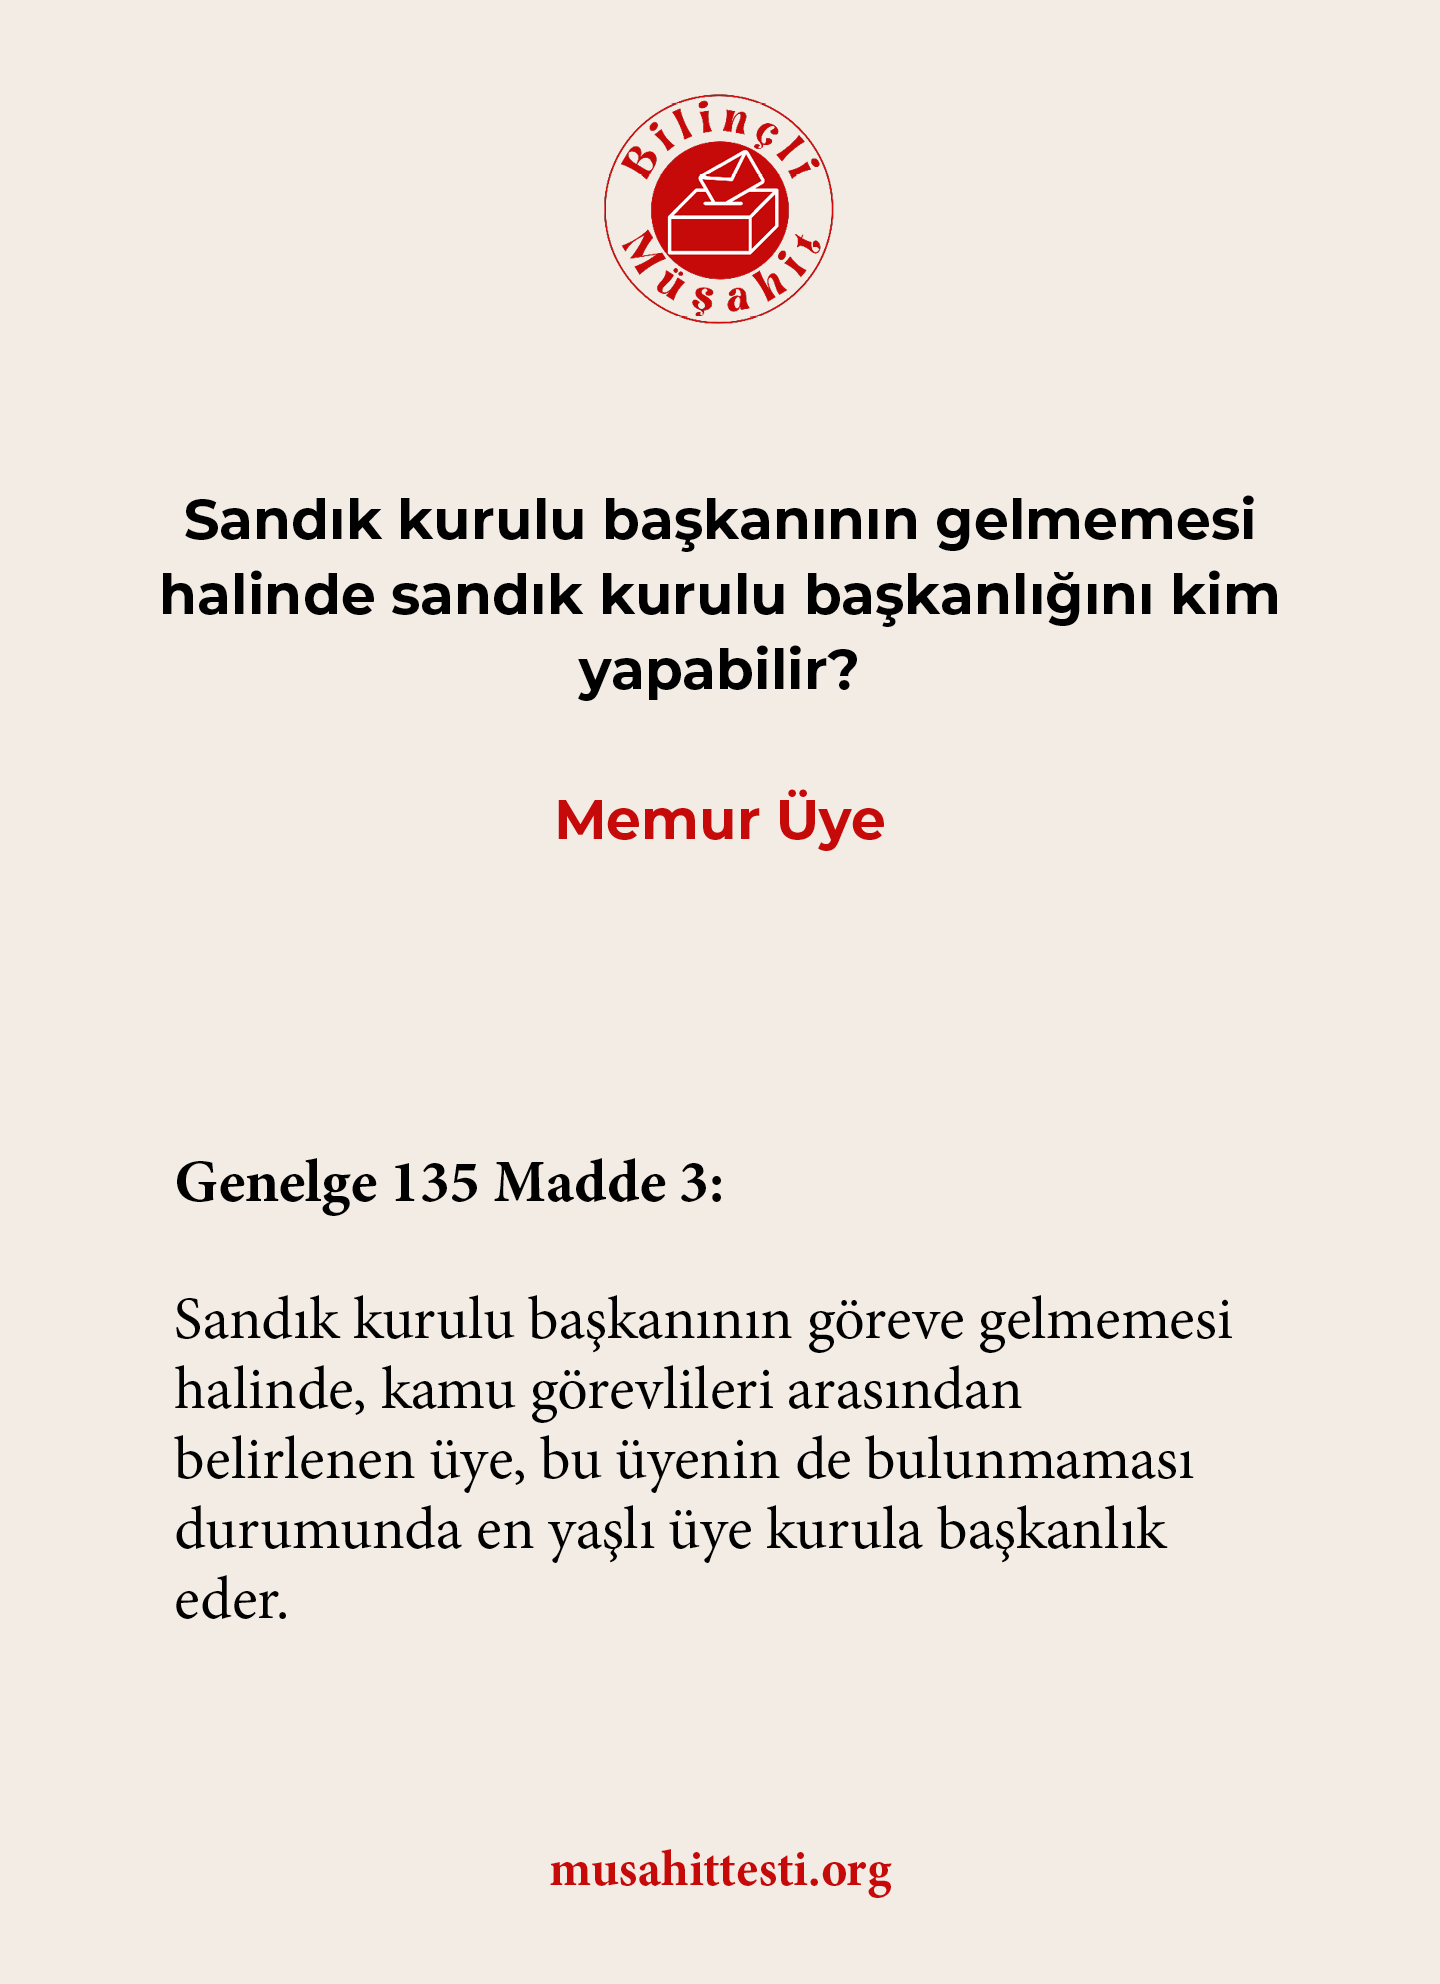 Bilinçli
Müşahit
Sandık kurulu başkanının gelmemesi
halinde sandık kurulu başkanlığını kim
yapabilir?
Memur Üye
Genelge 135 Madde 3:
Sandık kurulu başkanının göreve gelmemesi
halinde, kamu görevlileri arasından
belirlenen üye, bu üyenin de bulunmaması
durumunda en yaşlı üye kurula başkanlık
eder.
musahittesti.org